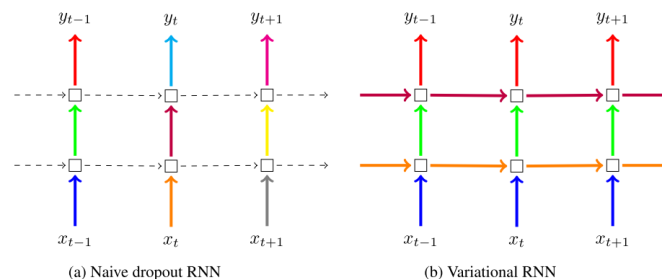 y_{t-1} y_t y_{t+1} y_{t-1} y_t y_{t+1}
x_{t-1} x_t x_{t+1} x_{t-1} x_t x_{t+1}
(a) Naive dropout RNN (b) Variational RNN